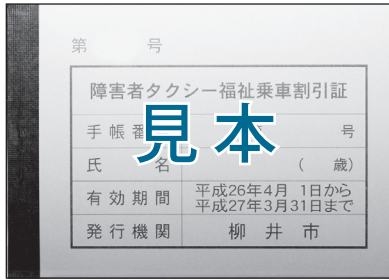 第 号
障害者タクシー福祉乗車割引証
手帳番 号
見本
氏 名 ( 歳)
有効期間 平成26年4月 1日から
平成27年3月31日まで
発行機関 柳井市